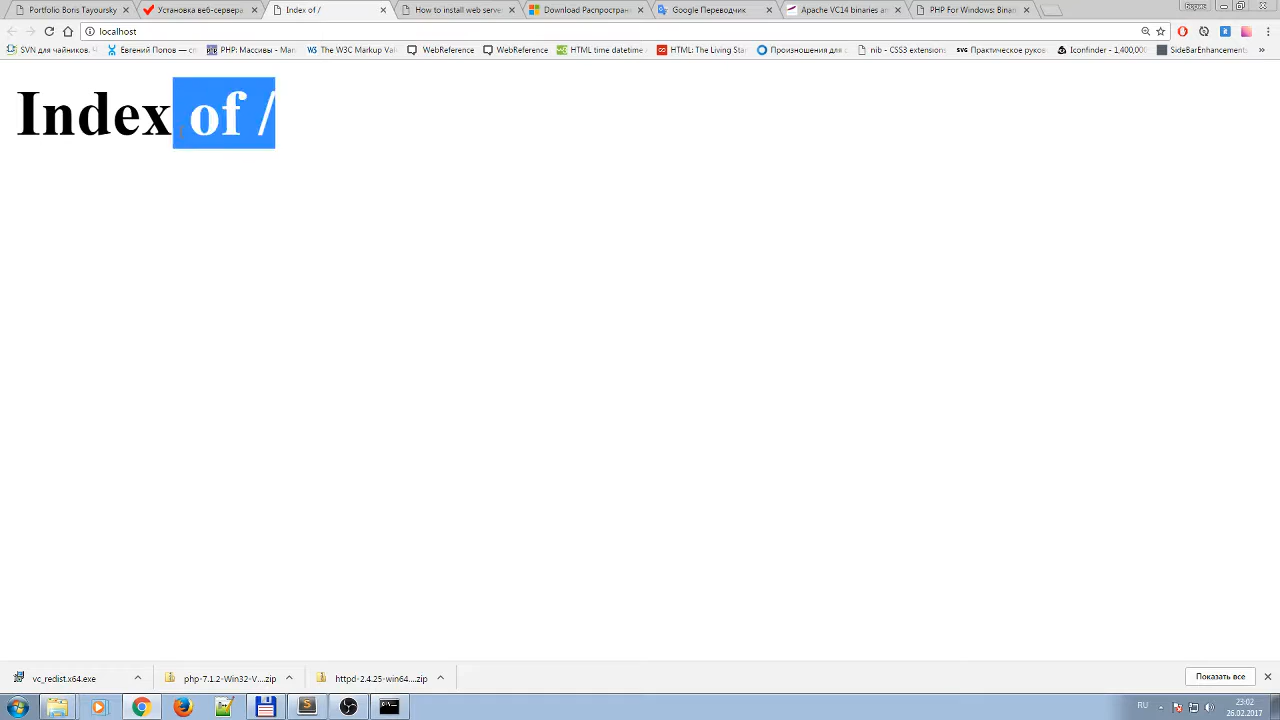 Portfolio Boris Tayoursky
Установка веб-сервера
Index of /
How to install web serve
Download Распростран
Google Переводчик
Apache VC14 binaries an
PHP For Windows: Binar
localhost
SVN для чайников. Ч
Евгений Попов — с
PHP: Массивы - Man
The W3C Markup Vali
WebReference
WebReference
HTML time datetime
HTML: The Living Sta
Произношения для
nib - CSS3 extensions
Практическое руков
Iconfinder - 1,400,000
SideBarEnhancement
»
Index of /
vc_redist.x64.exe
php-7.1.2-Win32-V....zip
httpd-2.4.25-win64....zip
Показать все
RU
23:02
26.02.2017